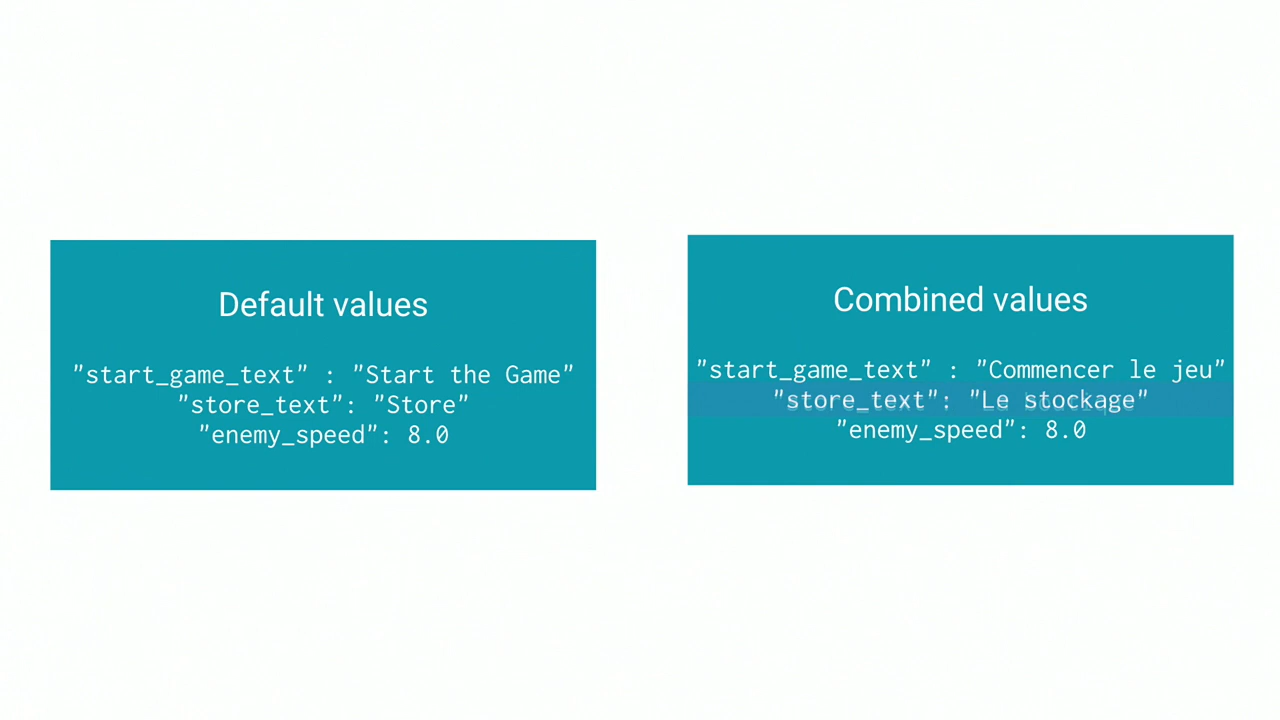 Default values
"start_game_text" : "Start the Game"
"store_text": "Store"
"enemy_speed": 8.0
Combined values
"start_game_text" : "Commencer le jeu"
"store_text": "Le stockage"
"enemy_speed": 8.0